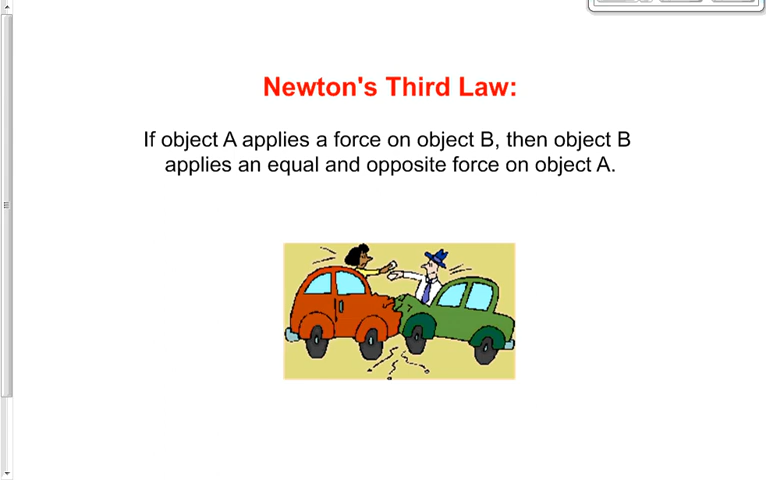 Newton's Third Law:
If object A applies a force on object B, then object B
applies an equal and opposite force on object A.